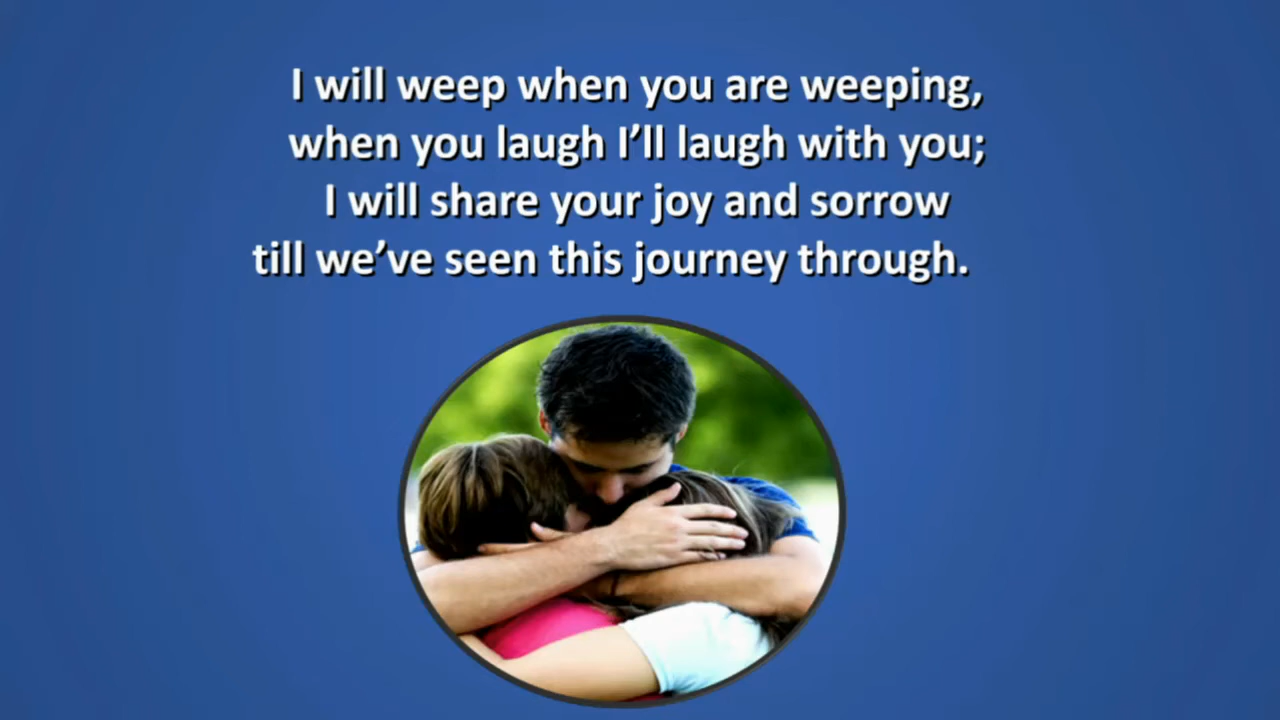 I will weep when you are weeping,
when you laugh I’ll laugh with you;
I will share your joy and sorrow
till we’ve seen this journey through.